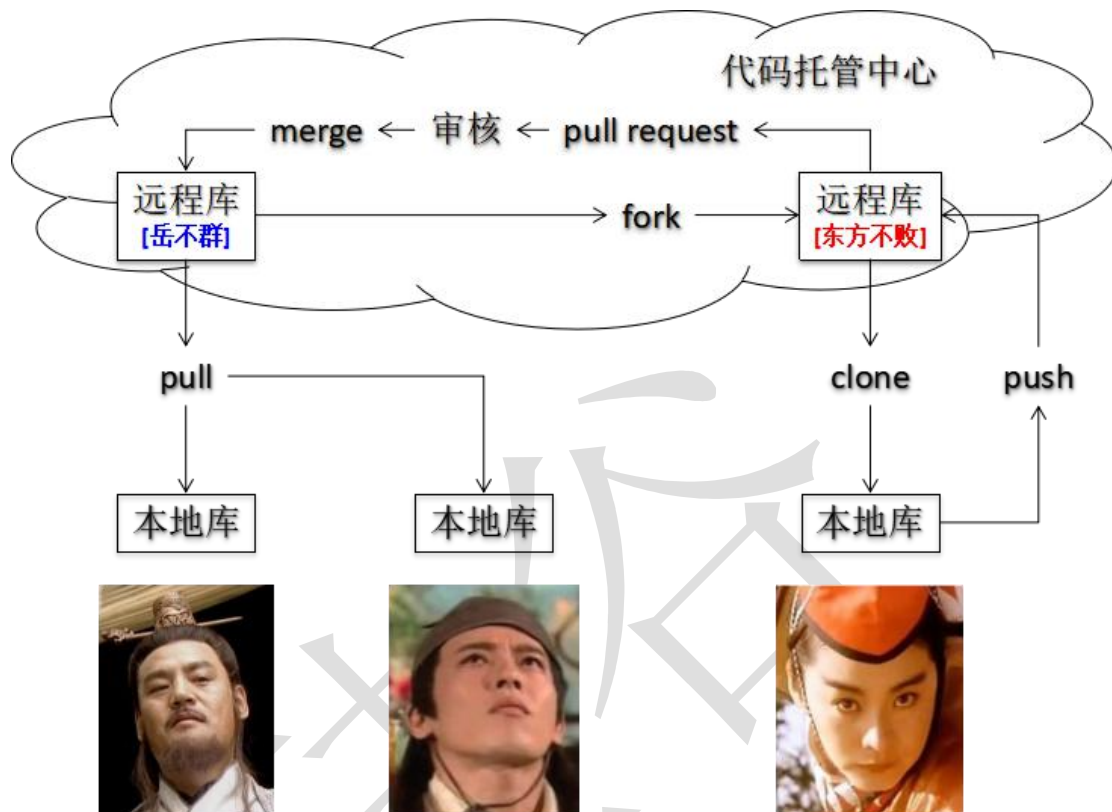 代码托管中心
merge
审核
pull request
远程库
[岳不群]
fork
远程库
[东方不败]
pull
clone
push
本地库
本地库
本地库